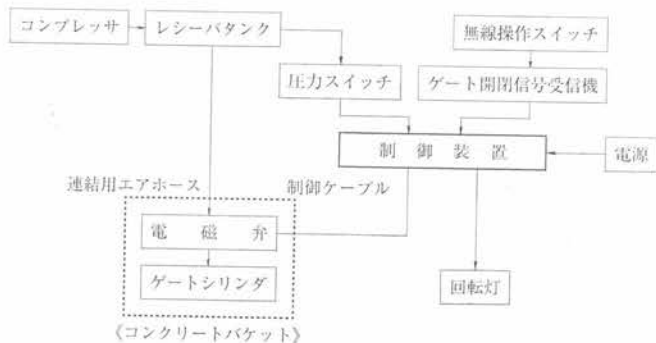 コンプレッサ
レシーバタンク
無線操作スイッチ
圧力スイッチ
ゲート開閉信号受信機
制御装置
電源
連結用エアホース
制御ケーブル
電磁弁
ゲートシリンダ
回転灯
《コンクリートバケット》